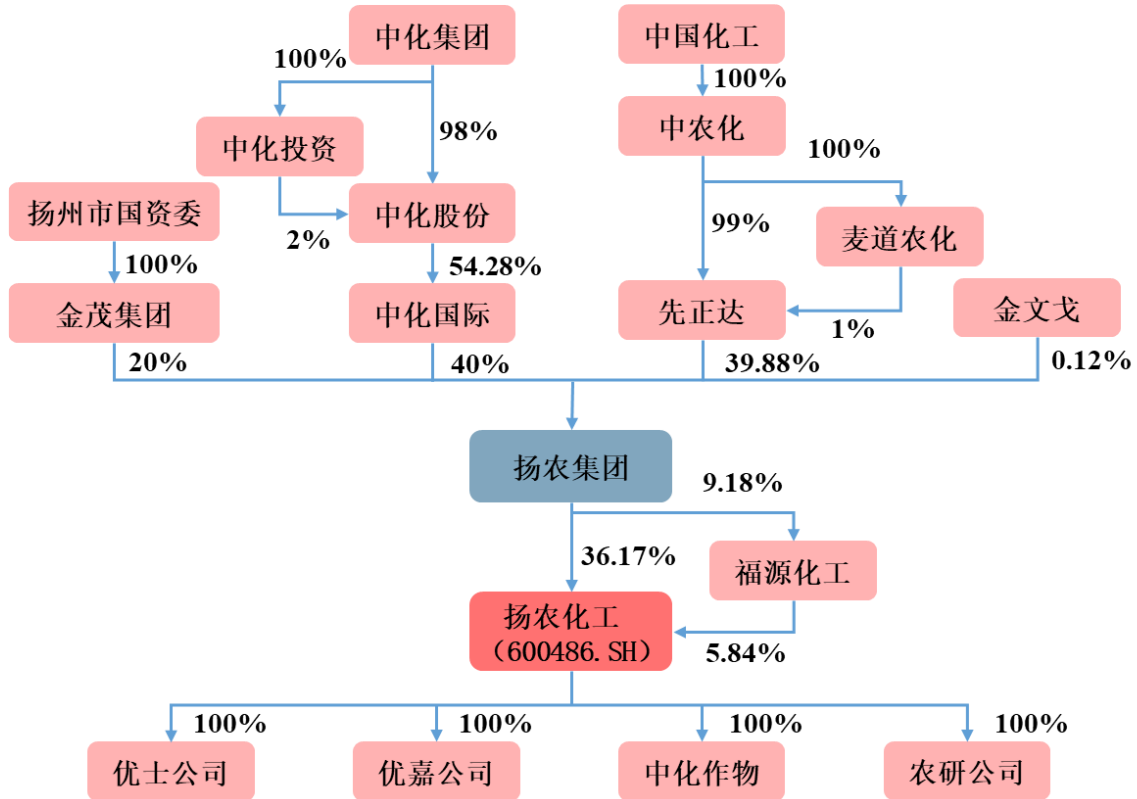 中化集团
中国化工
100%
100%
中化投资
98%
中农化
100%
扬州市国资委
中化股份
2%
99%
麦道农化
100%
54.28%
金茂集团
中化国际
先正达
1%
金文戈
20%
40%
39.88%
0.12%
扬农集团
9.18%
36.17%
福源化工
扬农化工
（600486.SH）
5.84%
100%
100%
100%
100%
优士公司
优嘉公司
中化作物
农研公司